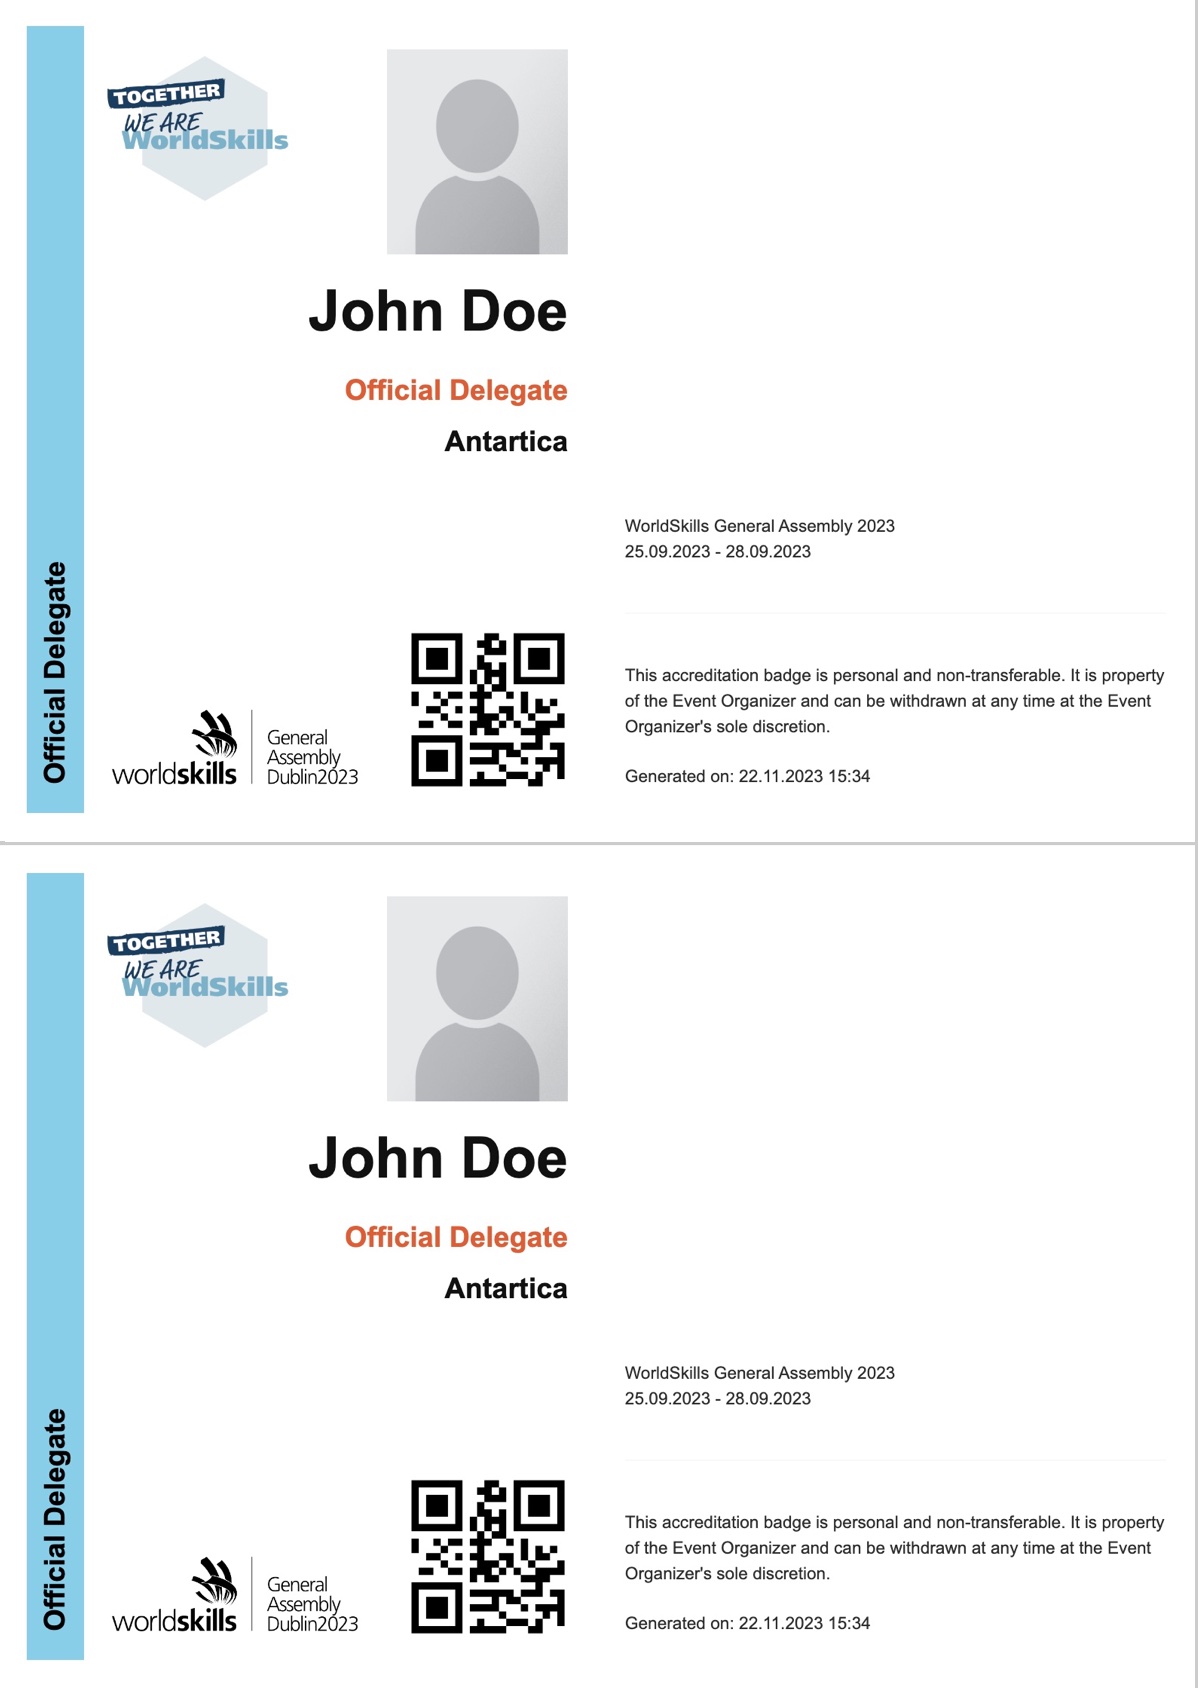 TOGETHER
WE ARE
WorldSkills
John Doe
Official Delegate
Antartica
Official Delegate
worldskills
General
Assembly
Dublin2023
WorldSkills General Assembly 2023
25.09.2023 - 28.09.2023
This accreditation badge is personal and non-transferable. It is property
of the Event Organizer and can be withdrawn at any time at the Event
Organizer's sole discretion.
Generated on: 22.11.2023 15:34
TOGETHER
WE ARE
WorldSkills
John Doe
Official Delegate
Antartica
Official Delegate
worldskills
General
Assembly
Dublin2023
WorldSkills General Assembly 2023
25.09.2023 - 28.09.2023
This accreditation badge is personal and non-transferable. It is property
of the Event Organizer and can be withdrawn at any time at the Event
Organizer's sole discretion.
Generated on: 22.11.2023 15:34